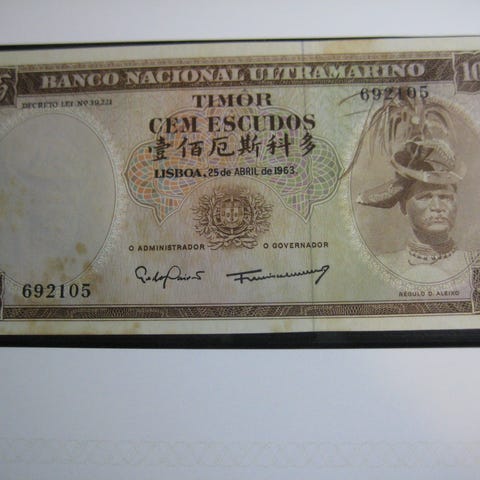 BANCO NACIONAL ULTRAMARINO
DECRETO LEI Nº 39.221
TIMOR
692105
CEM ESCUDOS
壹佰厄斯科多
LISBOA, 25 de ABRIL de 1963
O ADMINISTRADOR
O GOVERNADOR
692105
RÉGULO D. ALEIXO